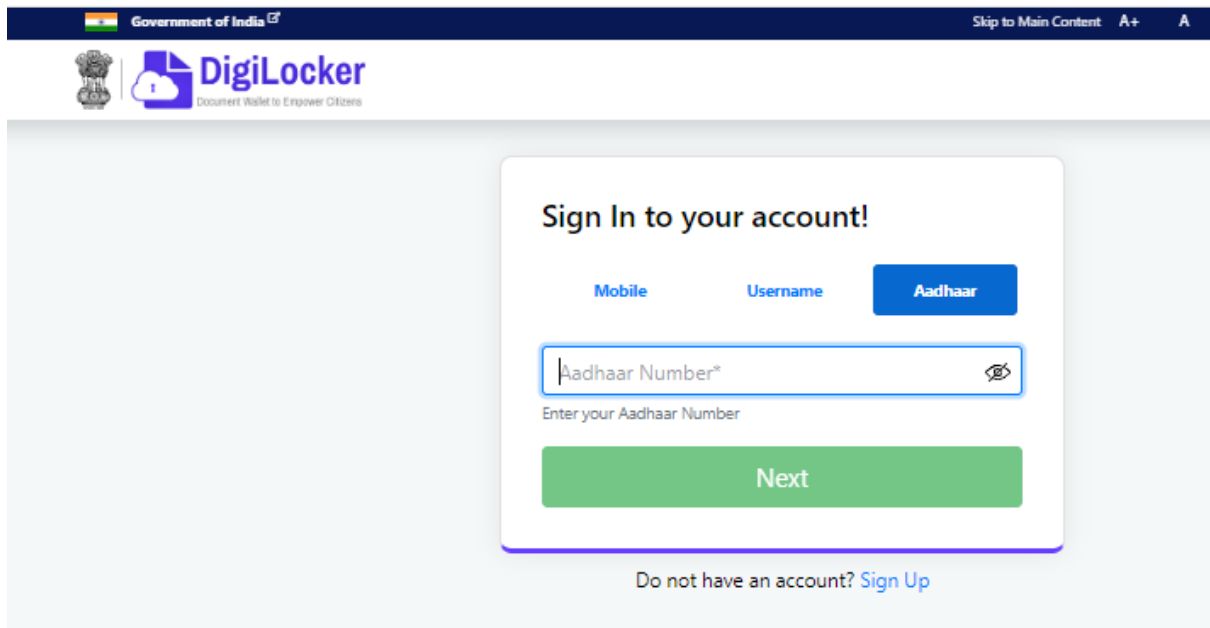 Government of India
Skip to Main Content A+ A
DigiLocker
Document Wallet to Empower Citizens
Sign In to your account!
Mobile Username Aadhaar
Aadhaar Number*
Enter your Aadhaar Number
Next
Do not have an account? Sign Up